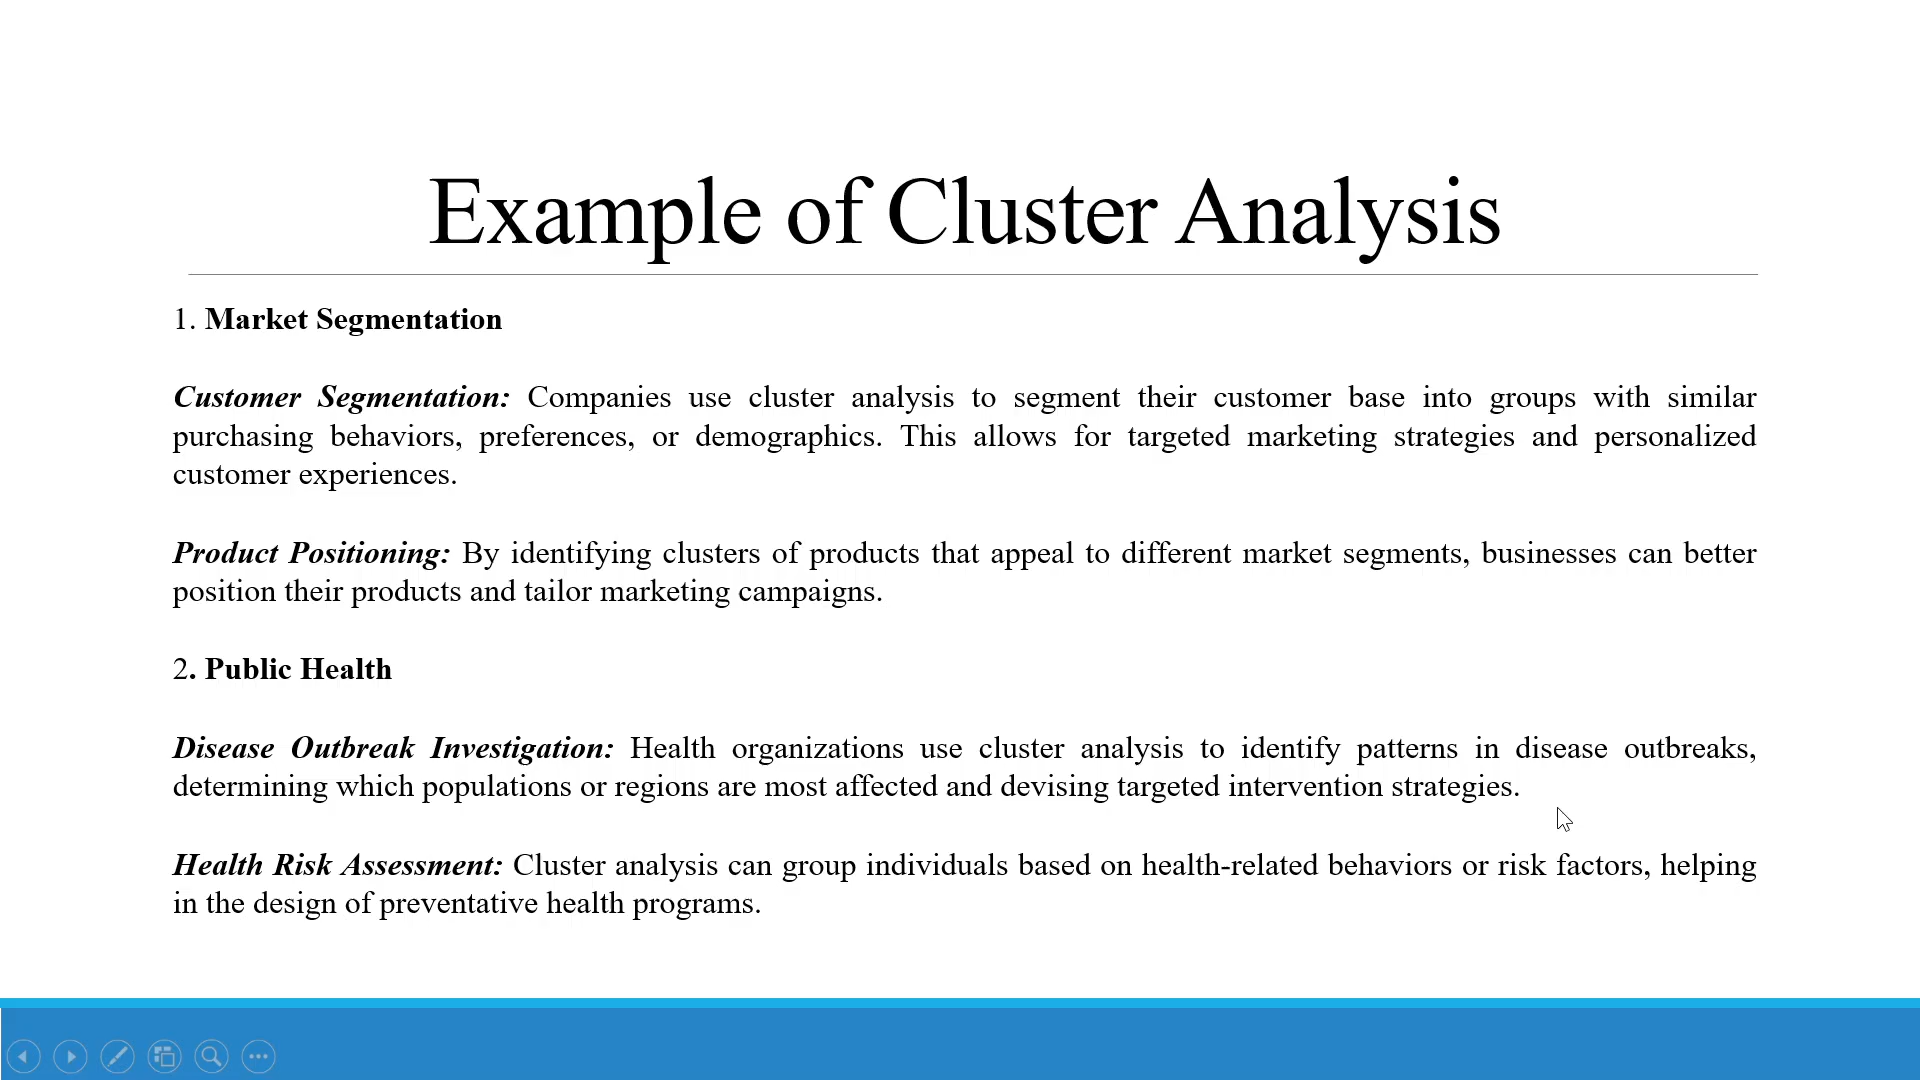 Example of Cluster Analysis
1. Market Segmentation
Customer Segmentation: Companies use cluster analysis to segment their customer base into groups with similar
purchasing behaviors, preferences, or demographics. This allows for targeted marketing strategies and personalized
customer experiences.
Product Positioning: By identifying clusters of products that appeal to different market segments, businesses can better
position their products and tailor marketing campaigns.
2. Public Health
Disease Outbreak Investigation: Health organizations use cluster analysis to identify patterns in disease outbreaks,
determining which populations or regions are most affected and devising targeted intervention strategies.
Health Risk Assessment: Cluster analysis can group individuals based on health-related behaviors or risk factors, helping
in the design of preventative health programs.